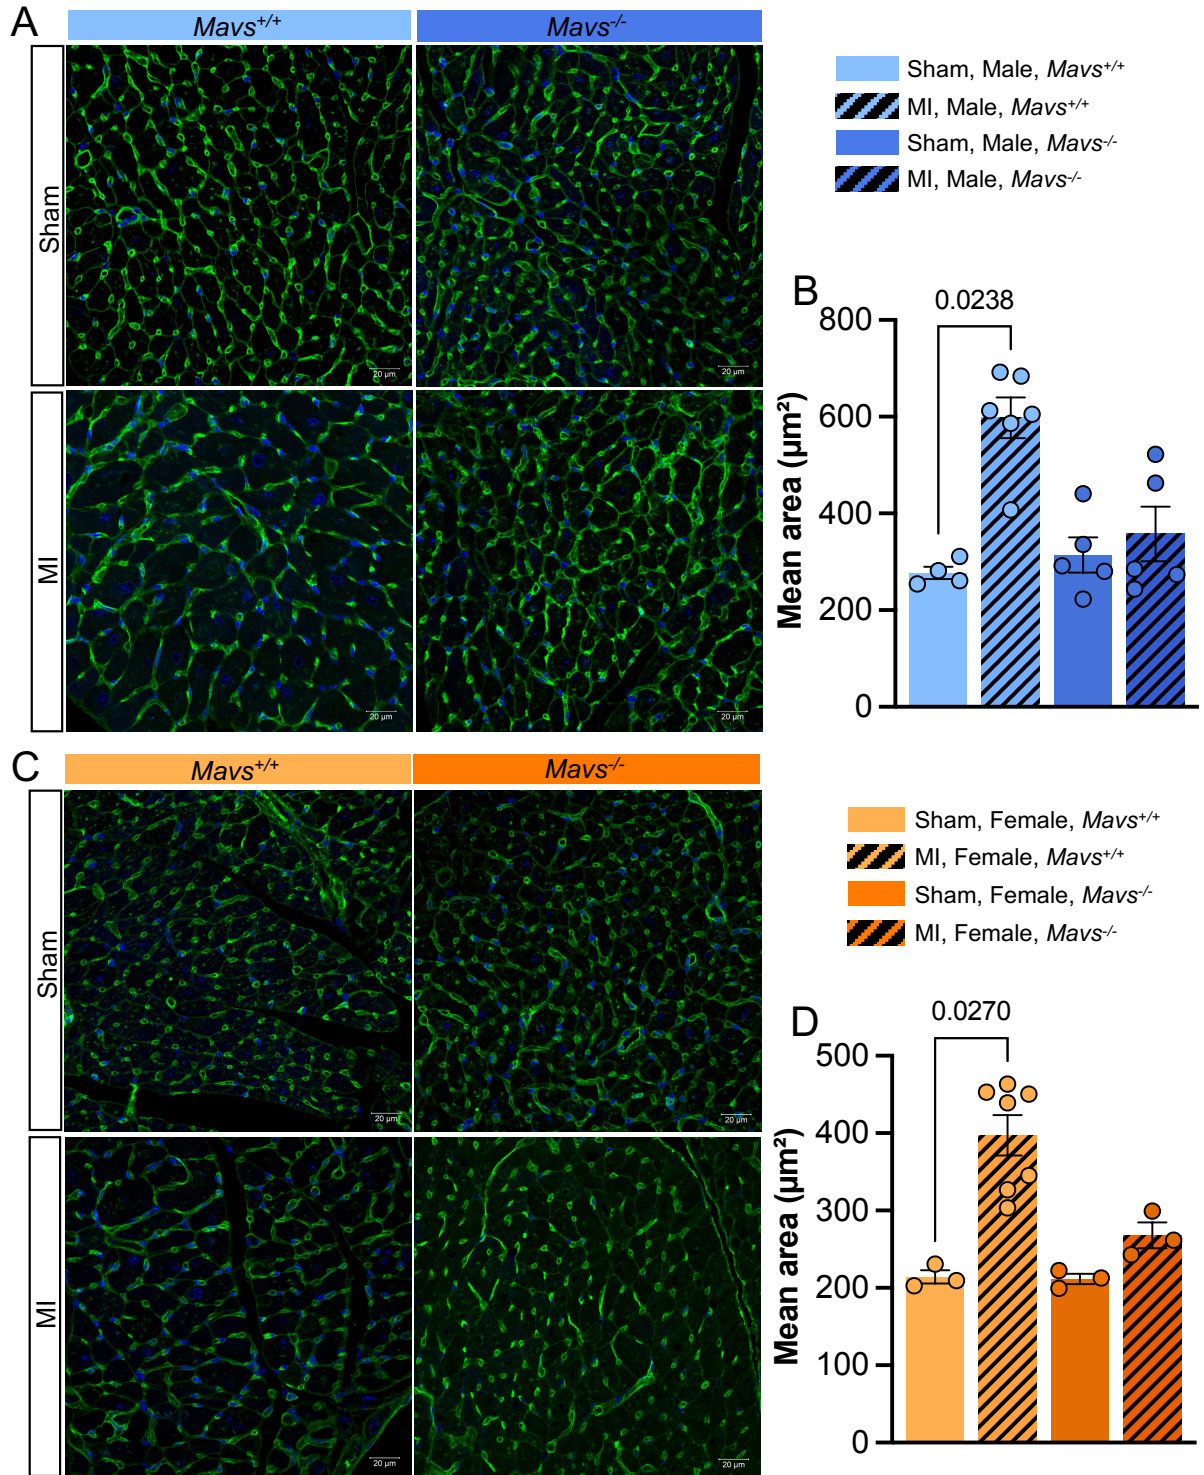 A
Mavs+/+
Mavs-/-
Sham
20 µm
20 µm
MI
20 µm
20 µm
Sham, Male, Mavs+/+
MI, Male, Mavs+/+
Sham, Male, Mavs-/-
MI, Male, Mavs-/-
B
0.0238
Mean area (µm²)
800
600
400
200
0
C
Mavs+/+
Mavs-/-
Sham
20 µm
20 µm
MI
20 µm
20 µm
Sham, Female, Mavs+/+
MI, Female, Mavs+/+
Sham, Female, Mavs-/-
MI, Female, Mavs-/-
D
0.0270
Mean area (µm²)
500
400
300
200
100
0